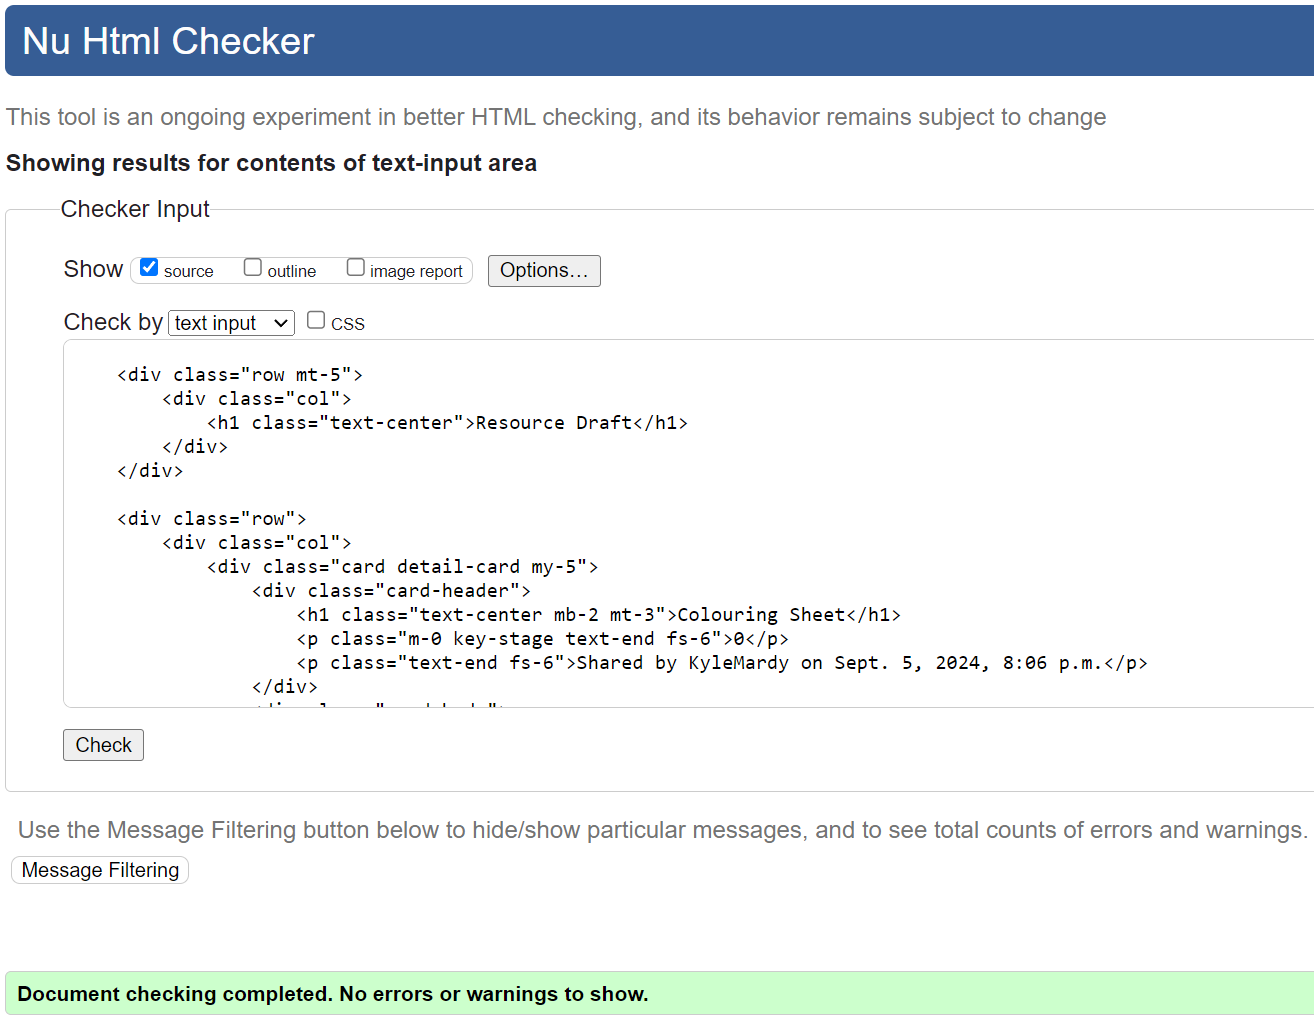 Nu Html Checker
This tool is an ongoing experiment in better HTML checking, and its behavior remains subject to change
Showing results for contents of text-input area
Checker Input
Show source outline image report Options...
Check by text input CSS
<div class="row mt-5">
<div class="col">
<h1 class="text-center">Resource Draft</h1>
</div>
</div>
<div class="row">
<div class="col">
<div class="card detail-card my-5">
<div class="card-header">
<h1 class="text-center mb-2 mt-3">Colouring Sheet</h1>
<p class="m-0 key-stage text-end fs-6">0</p>
<p class="text-end fs-6">Shared by KyleMardy on Sept. 5, 2024, 8:06 p.m.</p>
</div>
Check
Use the Message Filtering button below to hide/show particular messages, and to see total counts of errors and warnings.
Message Filtering
Document checking completed. No errors or warnings to show.